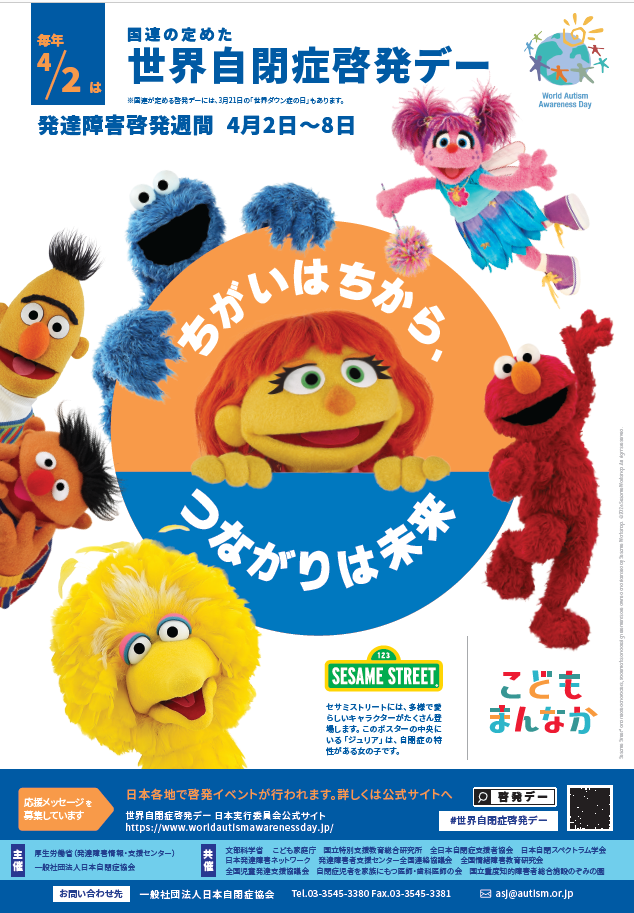 毎年
4/2は
国連の定めた
世界自閉症啓発デー
※国連が定める啓発デーには、3月21日の「世界ダウン症の日」もあります。
発達障害啓発週間 4月2日～8日
World Autism
Awareness Day
ちがいはちから、
つながりは未来
123
SESAME STREET
セサミストリートには、多様で愛
らしいキャラクターがたくさん登
場します。このポスターの中央に
いる「ジュリア」は、自閉症の特
性がある女の子です。
こども
まんなか
応援メッセージを
募集しています
日本各地で啓発イベントが行われます。詳しくは公式サイトへ
世界自閉症啓発デー 日本実行委員会公式サイト
https://www.worldautismawarenessday.jp/
啓発デー
#世界自閉症啓発デー
主催
厚生労働省(発達障害情報・支援センター)
一般社団法人日本自閉症協会
共催
文部科学省 こども家庭庁 国立特別支援教育総合研究所 全日本自閉症支援者協会 日本自閉スペクトラム学会
日本発達障害ネットワーク 発達障害者支援センター全国連絡協議会 全国情緒障害教育研究会
全国児童発達支援協議会 自閉症児者を家族にもつ医師・歯科医師の会 国立重度知的障害者総合施設のぞみの園
お問い合わせ先
一般社団法人日本自閉症協会 Tel.03-3545-3380 Fax.03-3545-3381
asj@autism.or.jp